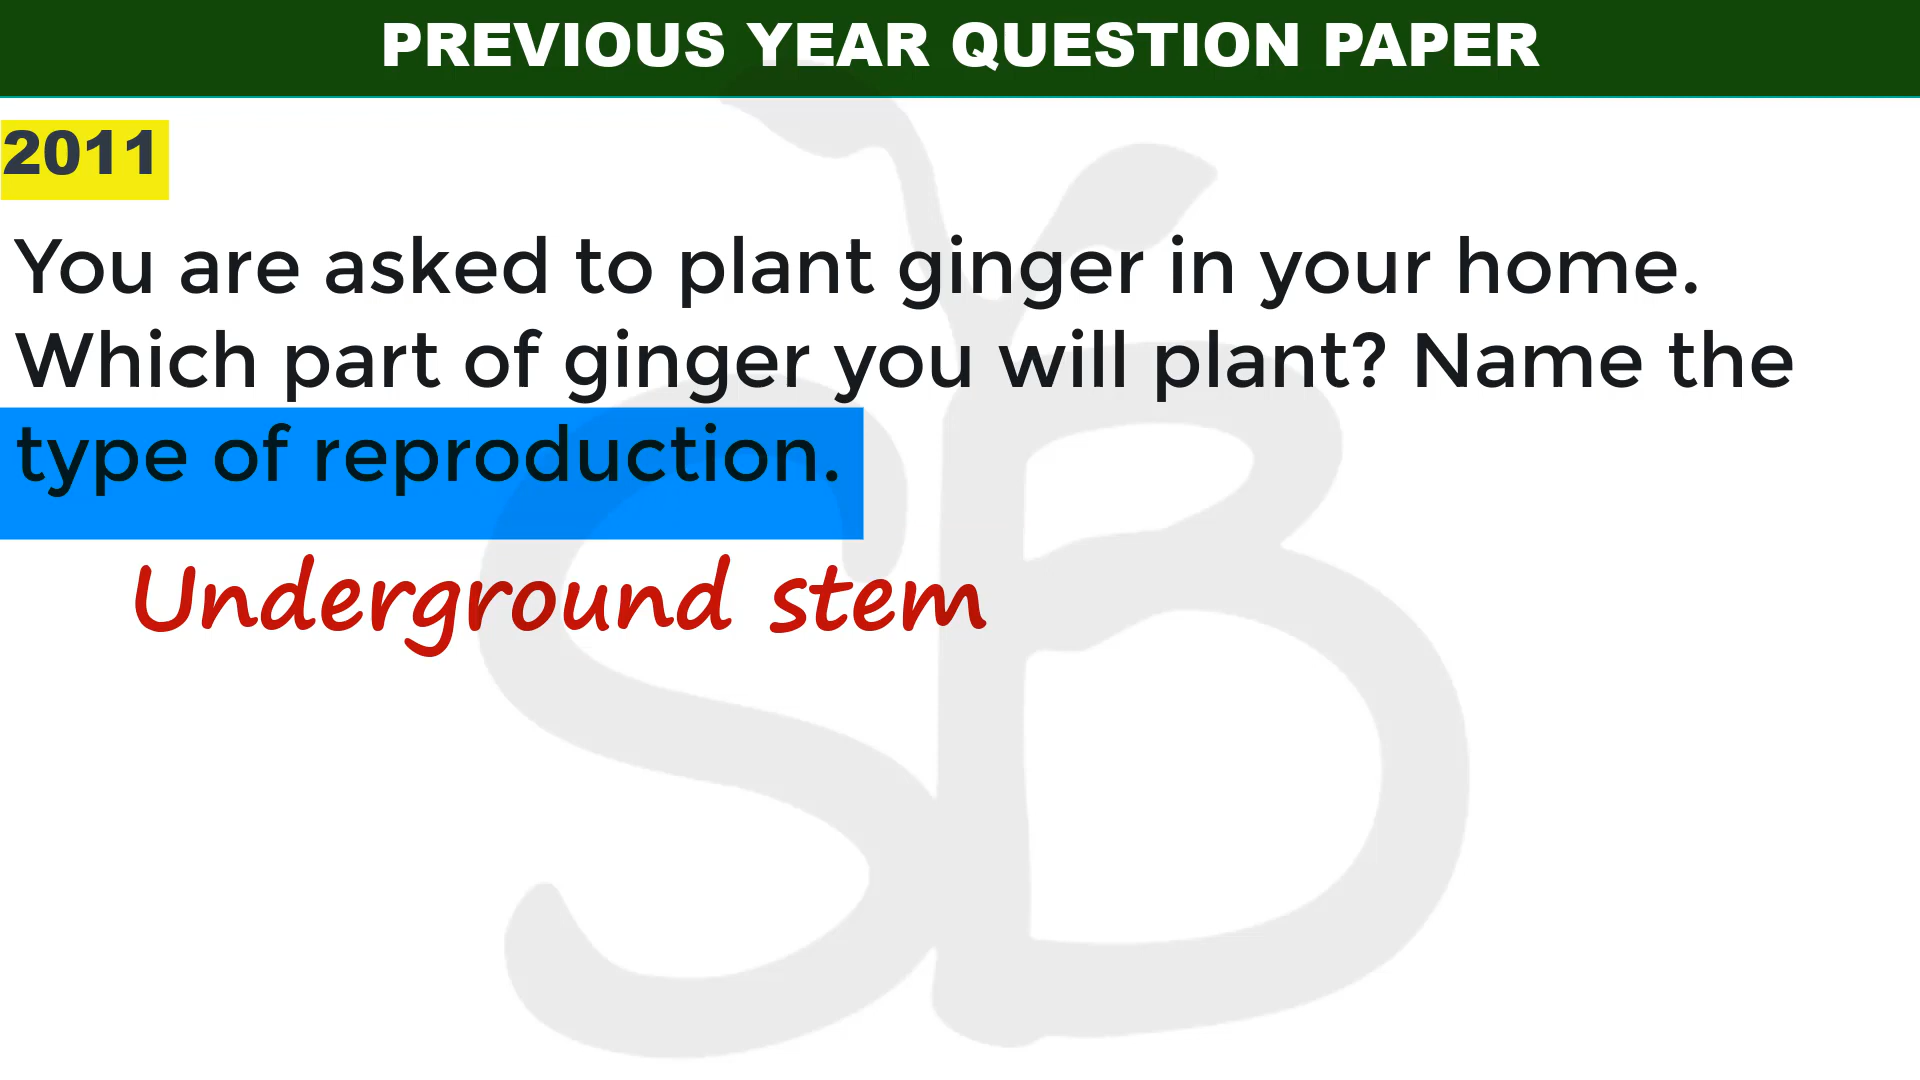 PREVIOUS YEAR QUESTION PAPER
2011
You are asked to plant ginger in your home.
Which part of ginger you will plant? Name the
type of reproduction.
Underground stem
SB